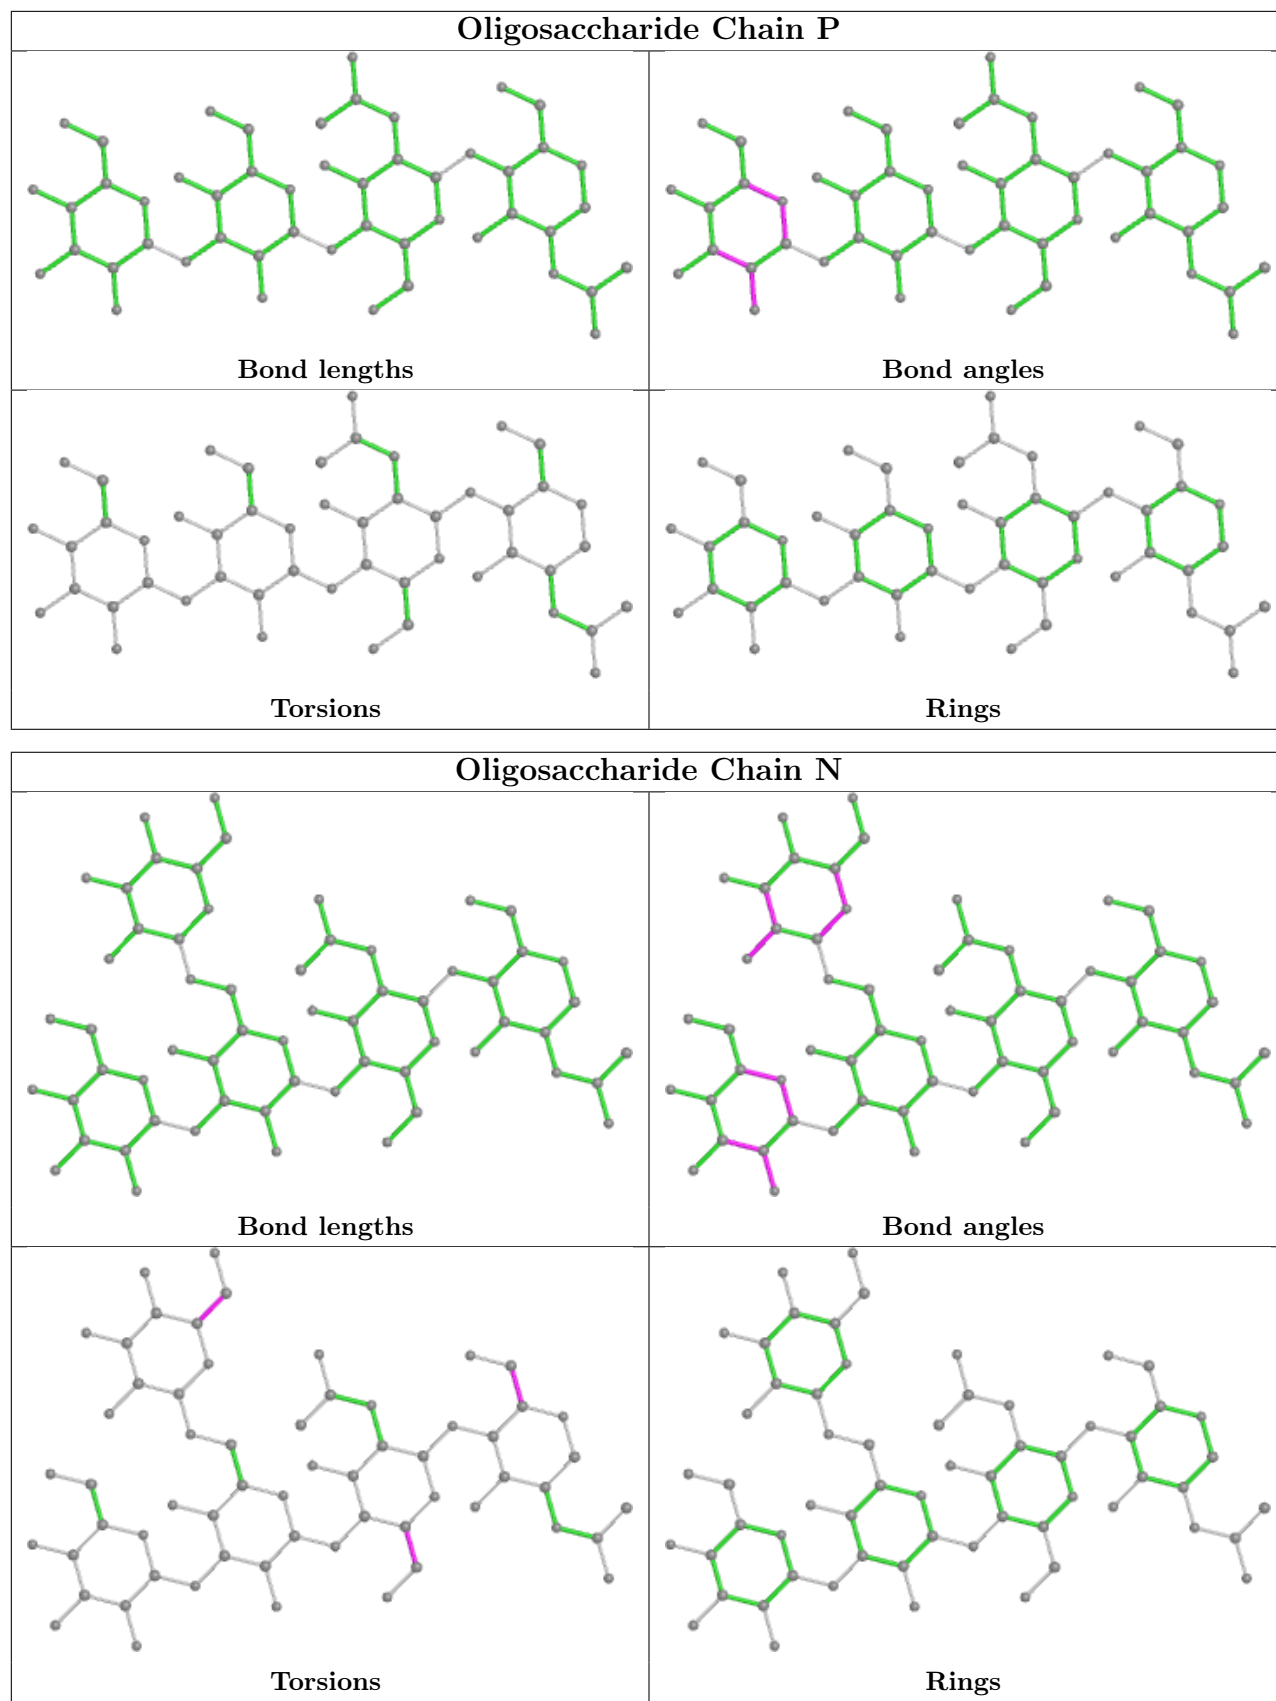 Oligosaccharide Chain P
Bond lengths
Bond angles
Torsions
Rings
Oligosaccharide Chain N
Bond lengths
Bond angles
Torsions
Rings